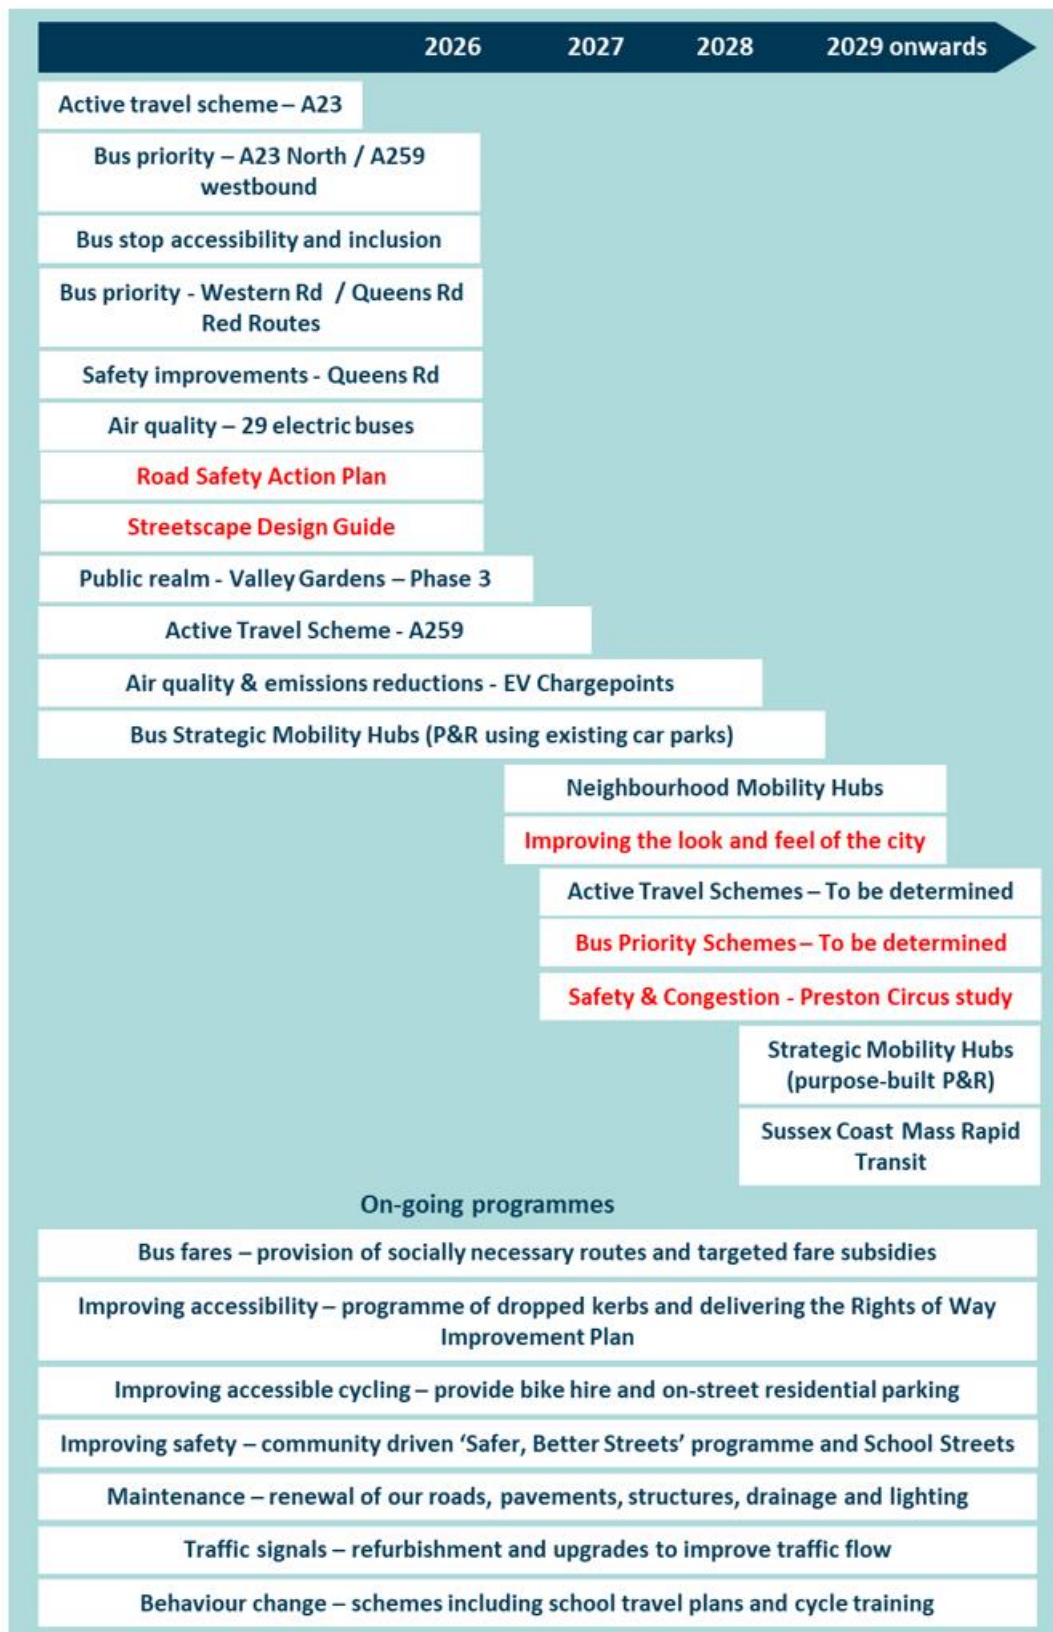 2026 2027 2028 2029 onwards
Active travel scheme – A23
Bus priority – A23 North / A259
westbound
Bus stop accessibility and inclusion
Bus priority - Western Rd / Queens Rd
Red Routes
Safety improvements - Queens Rd
Air quality – 29 electric buses
Road Safety Action Plan
Streetscape Design Guide
Public realm - Valley Gardens – Phase 3
Active Travel Scheme - A259
Air quality & emissions reductions - EV Chargepoints
Bus Strategic Mobility Hubs (P&R using existing car parks)
Neighbourhood Mobility Hubs
Improving the look and feel of the city
Active Travel Schemes – To be determined
Bus Priority Schemes – To be determined
Safety & Congestion - Preston Circus study
Strategic Mobility Hubs
(purpose-built P&R)
Sussex Coast Mass Rapid
Transit
On-going programmes
Bus fares – provision of socially necessary routes and targeted fare subsidies
Improving accessibility – programme of dropped kerbs and delivering the Rights of Way
Improvement Plan
Improving accessible cycling – provide bike hire and on-street residential parking
Improving safety – community driven ‘Safer, Better Streets’ programme and School Streets
Maintenance – renewal of our roads, pavements, structures, drainage and lighting
Traffic signals – refurbishment and upgrades to improve traffic flow
Behaviour change – schemes including school travel plans and cycle training